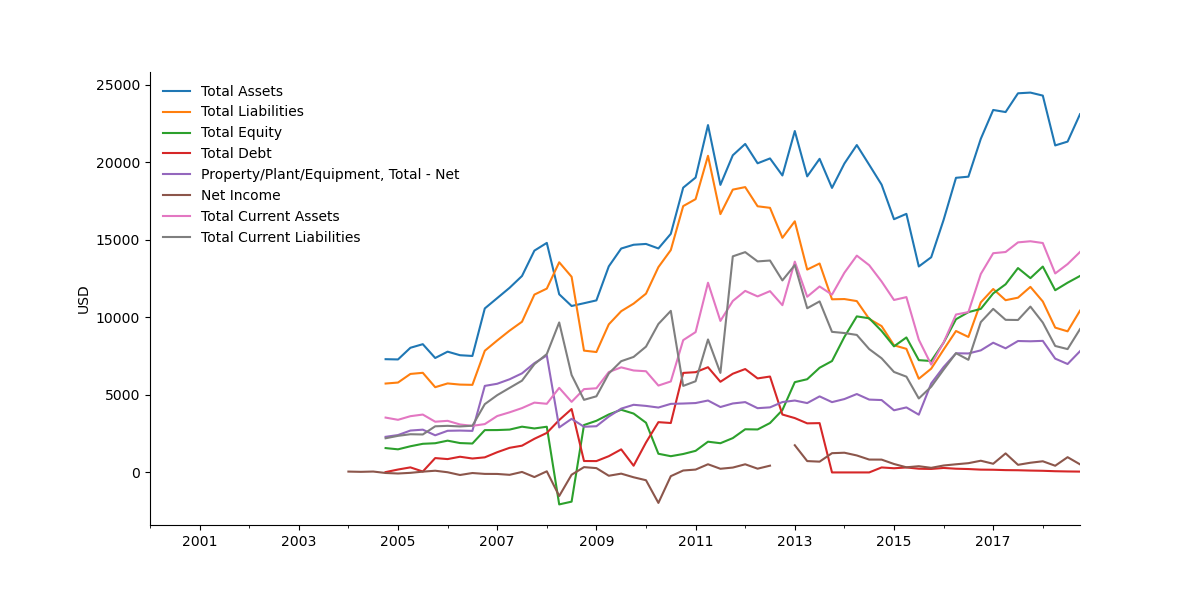 25000
20000
15000
10000
5000
0
USD
Total Assets
Total Liabilities
Total Equity
Total Debt
Property/Plant/Equipment, Total - Net
Net Income
Total Current Assets
Total Current Liabilities
2001 2003 2005 2007 2009 2011 2013 2015 2017